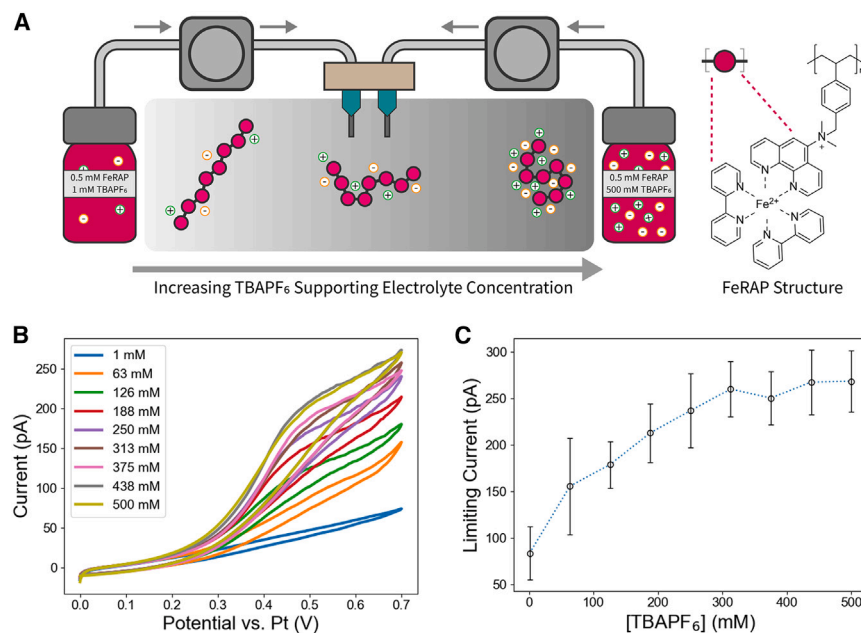 A
0.5 mM FeRAP
1 mM TBAPF₆
+
-
0.5 mM FeRAP
500 mM TBAPF₆
Increasing TBAPF₆ Supporting Electrolyte Concentration
N⁺
N
N
N
N
N
N
Fe²⁺
FeRAP Structure
B
Current (pA)
250
200
150
100
50
0
1 mM
63 mM
126 mM
188 mM
250 mM
313 mM
375 mM
438 mM
500 mM
0.0 0.1 0.2 0.3 0.4 0.5 0.6 0.7
Potential vs. Pt (V)
C
Limiting Current (pA)
300
250
200
150
100
50
0 100 200 300 400 500
[TBAPF₆] (mM)